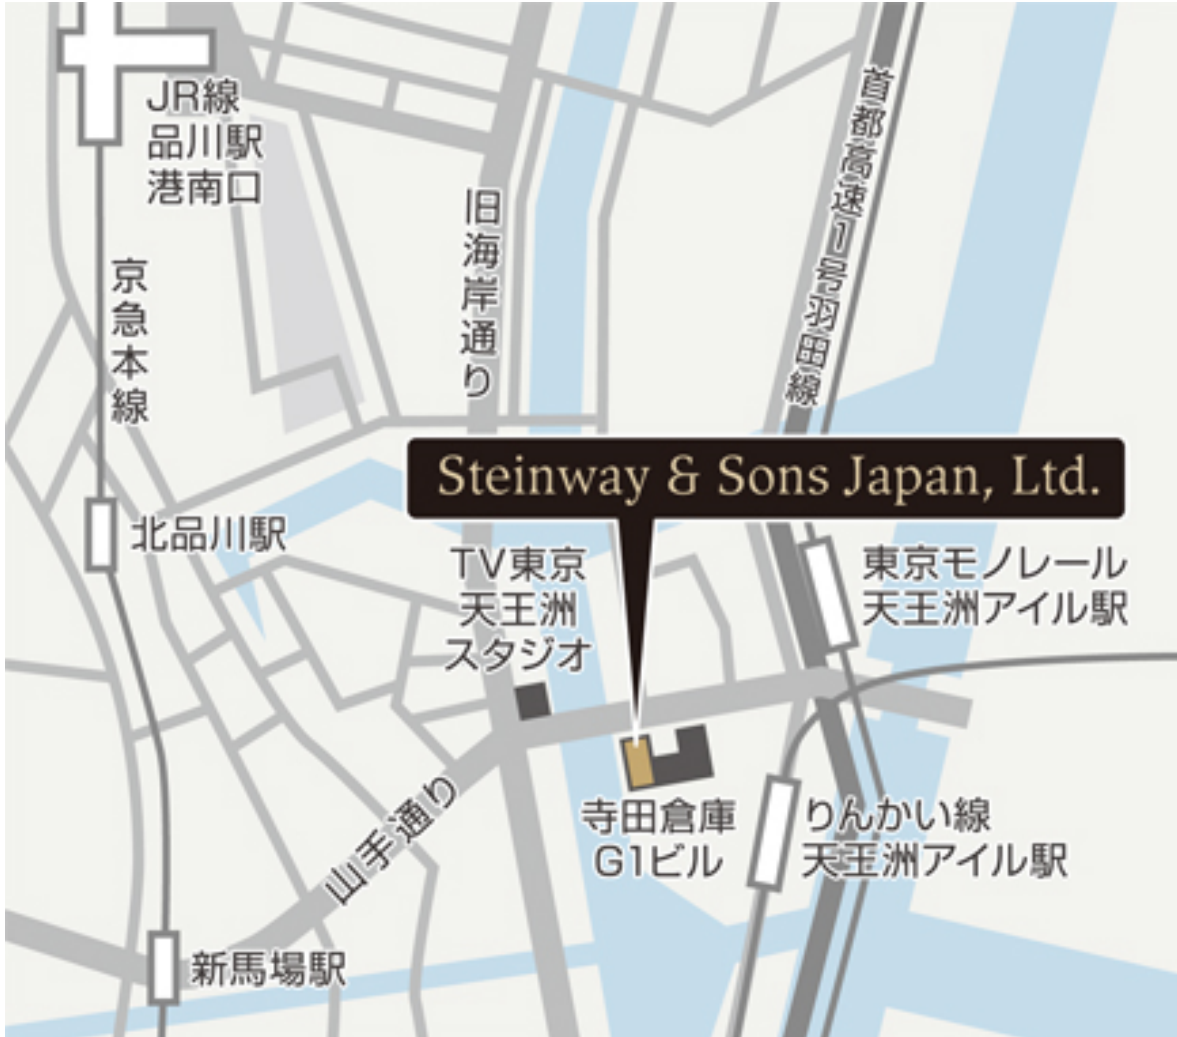 JR線
品川駅
港南口
首都高速1号羽田線
旧海岸通り
京急本線
Steinway & Sons Japan, Ltd.
北品川駅
TV東京
天王洲
スタジオ
東京モノレール
天王洲アイル駅
山手通り
寺田倉庫
G1ビル
りんかい線
天王洲アイル駅
新馬場駅